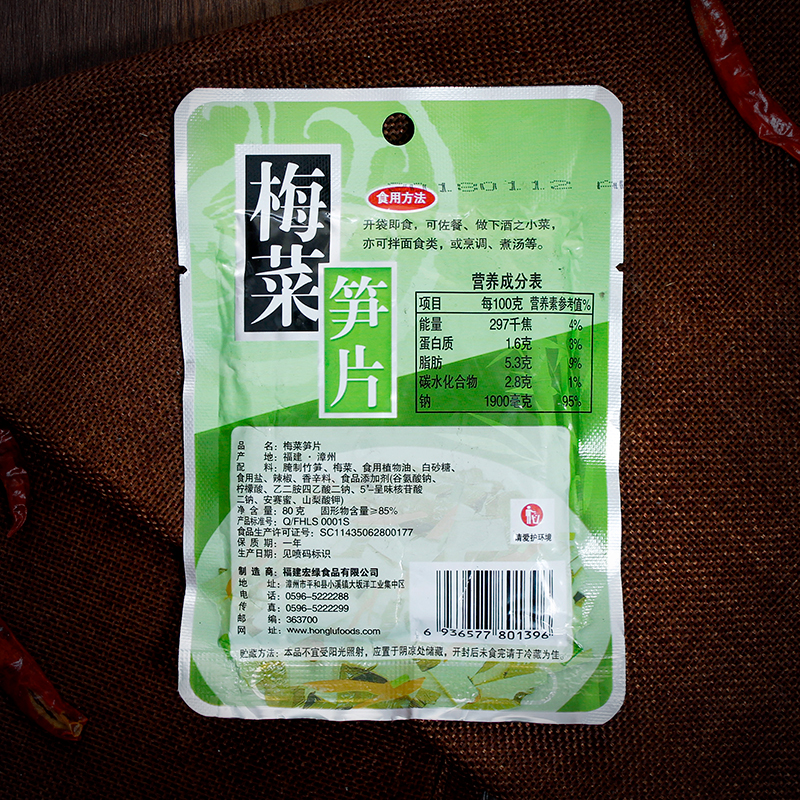 梅菜
笋片
20180112
食用方法
开袋即食，可佐餐、做下酒之小菜，
亦可拌面食类，或烹调、煮汤等。
营养成分表
项目 每100克 营养素参考值%
能量 297千焦 4%
蛋白质 1.6克 3%
脂肪 5.3克 9%
碳水化合物 2.8克 1%
钠 1900毫克 95%
品 名：梅菜笋片
产 地：福建·漳州
配 料：腌制竹笋、梅菜、食用植物油、白砂糖、
食用盐、辣椒、香辛料、食品添加剂(谷氨酸钠、
柠檬酸、乙二胺四乙酸二钠、5'-呈味核苷酸
二钠、安赛蜜、山梨酸钾)
净 含 量：80克 固形物含量≥85%
产品标准号：Q/FHLS 0001S
食品生产许可证号：SC11435062800177
保 质 期：一年
生产日期：见喷码标识
制 造 商：福建宏绿食品有限公司
地 址：漳州市平和县小溪镇大坂洋工业集中区
电 话：0596-5222288
传 真：0596-5222299
邮 编：363700
网 址：www.honglufoods.com
请爱护环境
6 936577 801396
贮藏方法：本品不宜受阳光照射，应置于阴凉处储藏，开封后未食完请于冷藏为佳。